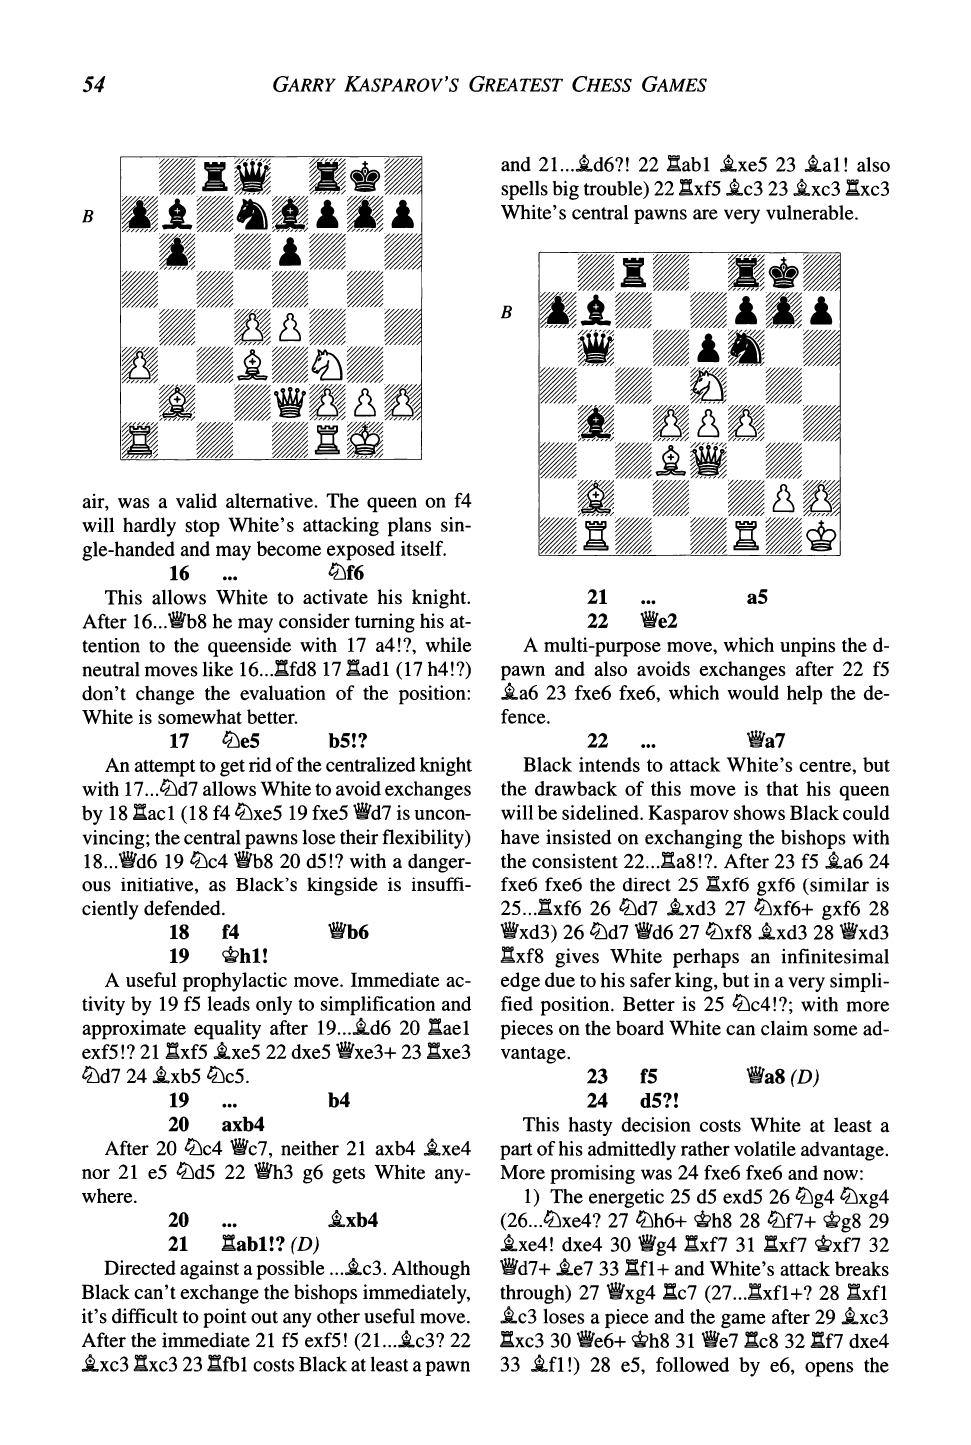 54
GARRY KASPAROV'S GREATEST CHESS GAMES
B
air, was a valid alternative. The queen on f4
will hardly stop White's attacking plans sin-
gle-handed and may become exposed itself.
16 ... ♘f6
This allows White to activate his knight.
After 16...♕b8 he may consider turning his at-
tention to the queenside with 17 a4!?, while
neutral moves like 16...♖fd8 17 ♖ad1 (17 h4!?)
don't change the evaluation of the position:
White is somewhat better.
17 ♘e5 b5!?
An attempt to get rid of the centralized knight
with 17...♘d7 allows White to avoid exchanges
by 18 ♖ac1 (18 f4 ♘xe5 19 fxe5 ♕d7 is uncon-
vincing; the central pawns lose their flexibility)
18...♕d6 19 ♘c4 ♕b8 20 d5!? with a danger-
ous initiative, as Black's kingside is insuffi-
ciently defended.
18 f4 ♕b6
19 ♔h1!
A useful prophylactic move. Immediate ac-
tivity by 19 f5 leads only to simplification and
approximate equality after 19...♗d6 20 ♖ae1
exf5!? 21 ♖xf5 ♗xe5 22 dxe5 ♕xe3+ 23 ♖xe3
♘d7 24 ♗xb5 ♘c5.
19 ... b4
20 axb4
After 20 ♘c4 ♕c7, neither 21 axb4 ♗xe4
nor 21 e5 ♘d5 22 ♕h3 g6 gets White any-
where.
20 ... ♗xb4
21 ♖ab1!? (D)
Directed against a possible ...♗c3. Although
Black can't exchange the bishops immediately,
it's difficult to point out any other useful move.
After the immediate 21 f5 exf5! (21...♗c3? 22
♗xc3 ♖xc3 23 ♖fb1 costs Black at least a pawn
and 21...♗d6?! 22 ♖ab1 ♗xe5 23 ♗a1! also
spells big trouble) 22 ♖xf5 ♗c3 23 ♗xc3 ♖xc3
White's central pawns are very vulnerable.
B
21 ... a5
22 ♕e2
A multi-purpose move, which unpins the d-
pawn and also avoids exchanges after 22 f5
♗a6 23 fxe6 fxe6, which would help the de-
fence.
22 ... ♕a7
Black intends to attack White's centre, but
the drawback of this move is that his queen
will be sidelined. Kasparov shows Black could
have insisted on exchanging the bishops with
the consistent 22...♖a8!?. After 23 f5 ♗a6 24
fxe6 fxe6 the direct 25 ♖xf6 gxf6 (similar is
25...♖xf6 26 ♘d7 ♗xd3 27 ♘xf6+ gxf6 28
♕xd3) 26 ♘d7 ♕d6 27 ♘xf8 ♗xd3 28 ♕xd3
♖xf8 gives White perhaps an infinitesimal
edge due to his safer king, but in a very simpli-
fied position. Better is 25 ♘c4!?; with more
pieces on the board White can claim some ad-
vantage.
23 f5 ♕a8 (D)
24 d5?!
This hasty decision costs White at least a
part of his admittedly rather volatile advantage.
More promising was 24 fxe6 fxe6 and now:
1) The energetic 25 d5 exd5 26 ♘g4 ♘xg4
(26...♘xe4? 27 ♘h6+ ♔h8 28 ♘f7+ ♔g8 29
♗xe4! dxe4 30 ♕g4 ♖xf7 31 ♖xf7 ♔xf7 32
♕d7+ ♗e7 33 ♖f1+ and White's attack breaks
through) 27 ♕xg4 ♖c7 (27...♖xf1+? 28 ♖xf1
♗c3 loses a piece and the game after 29 ♗xc3
♖xc3 30 ♕e6+ ♔h8 31 ♕e7 ♖c8 32 ♖f7 dxe4
33 ♗f1!) 28 e5, followed by e6, opens the